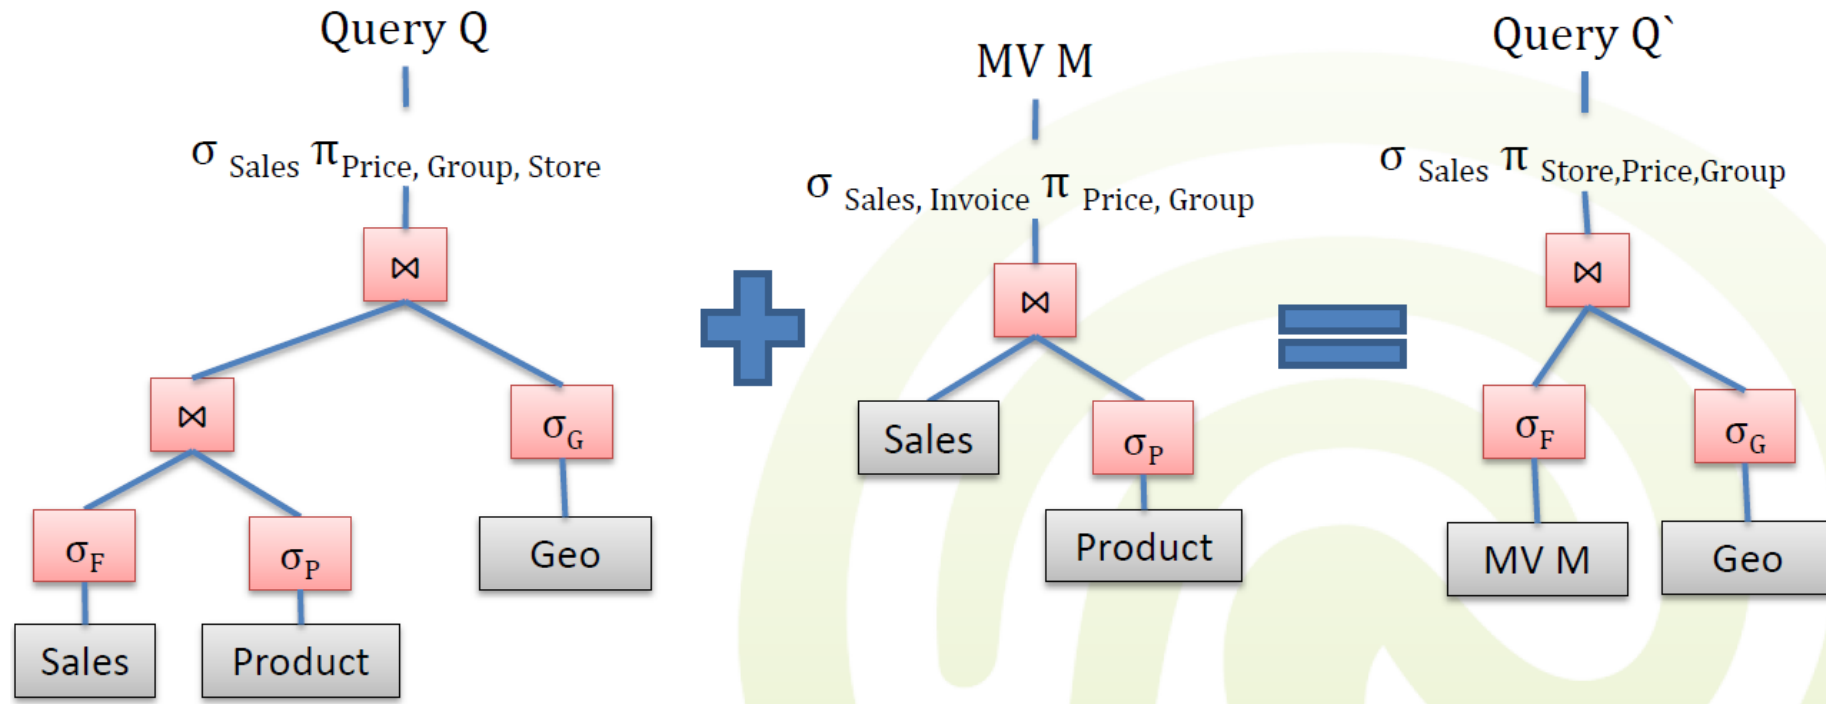 Query Q
σ Sales π Price, Group, Store
⋈
⋈
σG
σF
σP
Geo
Sales
Product
MV M
σ Sales, Invoice π Price, Group
⋈
Sales
σP
Product
Query Q`
σ Sales π Store,Price,Group
⋈
σF
σG
MV M
Geo